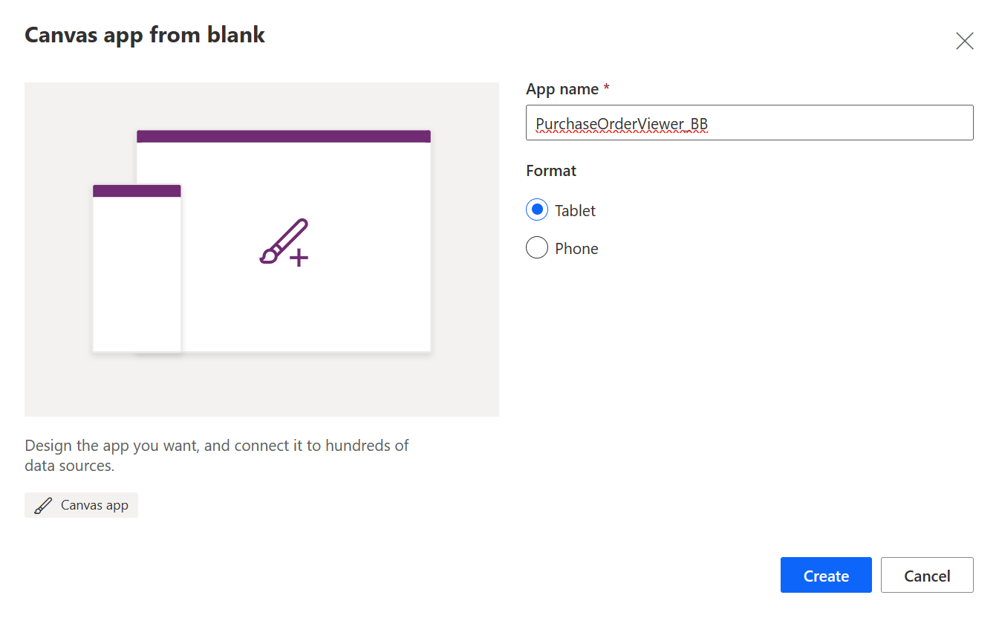 Canvas app from blank
App name *
PurchaseOrderViewer_BB
Format
Tablet
Phone
Design the app you want, and connect it to hundreds of
data sources.
Canvas app
Create
Cancel